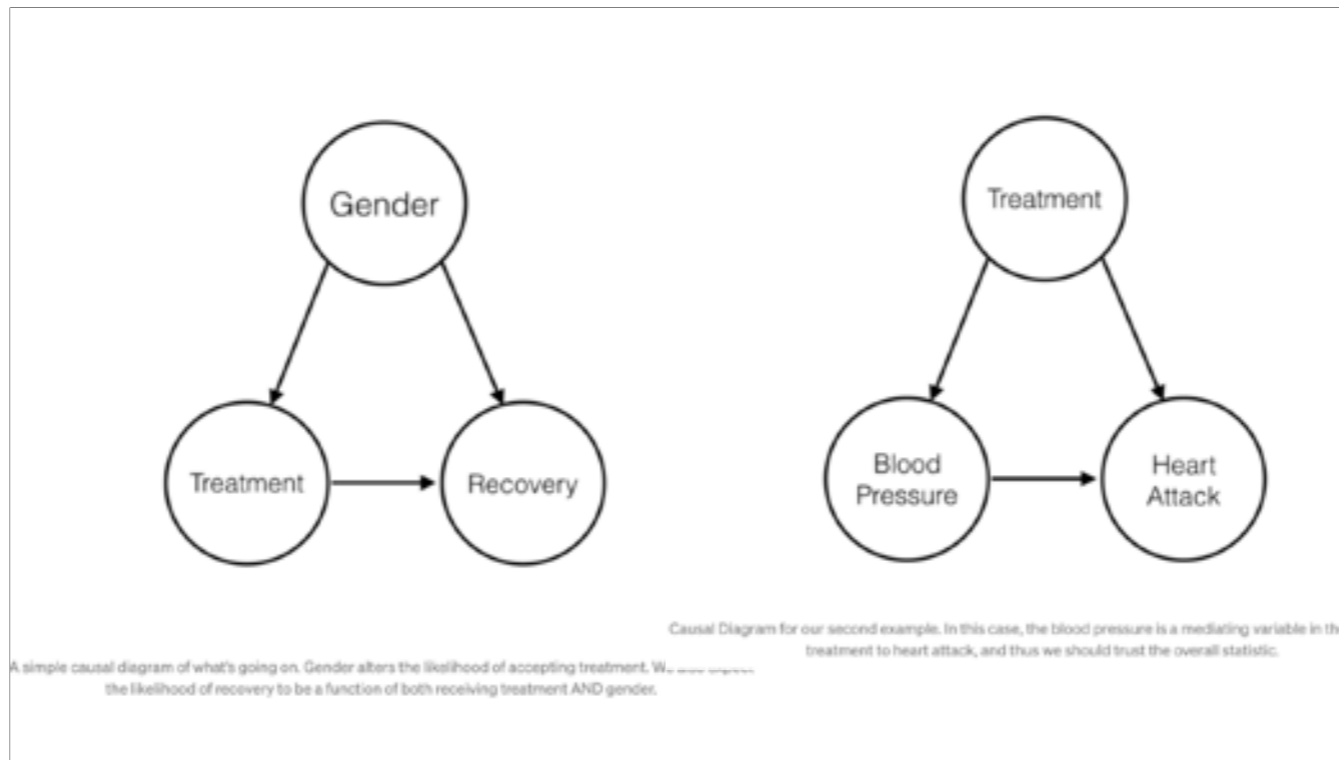 Gender
Treatment
Recovery
A simple causal diagram of what's going on. Gender alters the likelihood of accepting treatment.
the likelihood of recovery to be a function of both receiving treatment AND gender.
Treatment
Blood
Pressure
Heart
Attack
Causal Diagram for our second example. In this case, the blood pressure is a mediating variable in
treatment to heart attack, and thus we should trust the overall statistic.